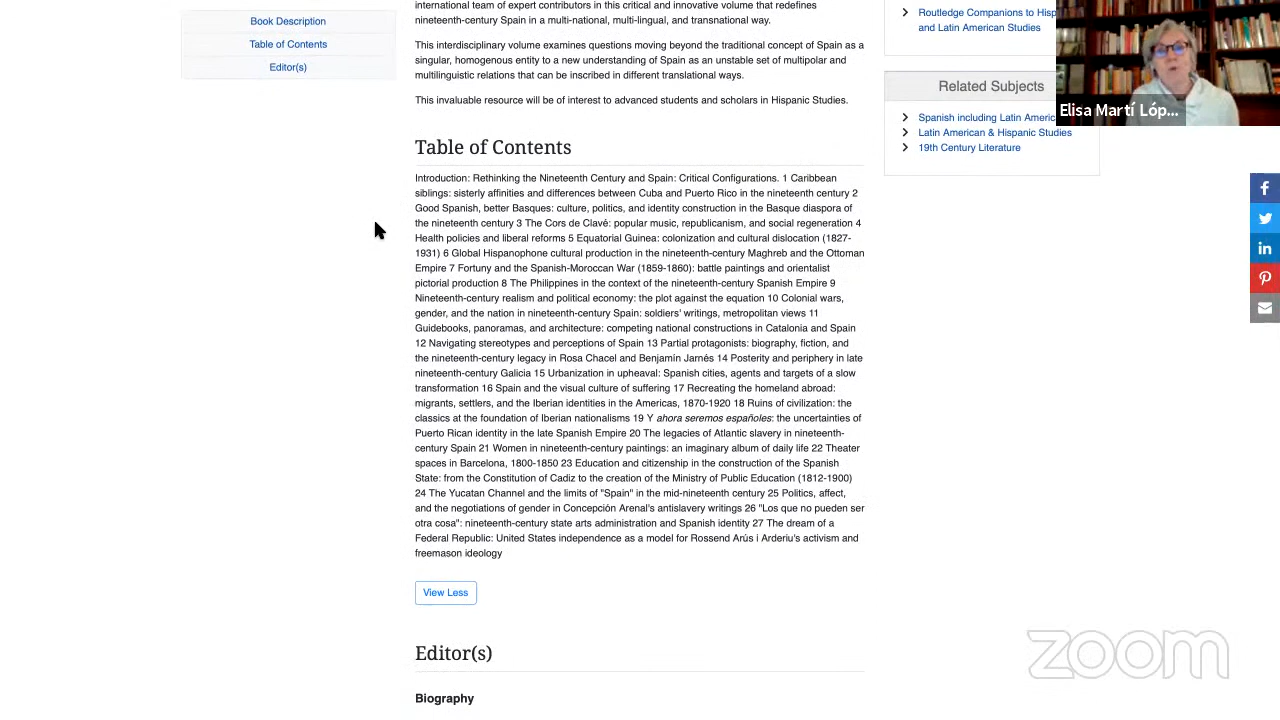 Book Description
Table of Contents
Editor(s)
international team of expert contributors in this critical and innovative volume that redefines
nineteenth-century Spain in a multi-national, multi-lingual, and transnational way.
This interdisciplinary volume examines questions moving beyond the traditional concept of Spain as a
singular, homogenous entity to a new understanding of Spain as an unstable set of multipolar and
multilinguistic relations that can be inscribed in different translational ways.
This invaluable resource will be of interest to advanced students and scholars in Hispanic Studies.
Table of Contents
Introduction: Rethinking the Nineteenth Century and Spain: Critical Configurations. 1 Caribbean
siblings: sisterly affinities and differences between Cuba and Puerto Rico in the nineteenth century 2
Good Spanish, better Basques: culture, politics, and identity construction in the Basque diaspora of
the nineteenth century 3 The Cors de Clavé: popular music, republicanism, and social regeneration 4
Health policies and liberal reforms 5 Equatorial Guinea: colonization and cultural dislocation (1827-
1931) 6 Global Hispanophone cultural production in the nineteenth-century Maghreb and the Ottoman
Empire 7 Fortuny and the Spanish-Moroccan War (1859-1860): battle paintings and orientalist
pictorial production 8 The Philippines in the context of the nineteenth-century Spanish Empire 9
Nineteenth-century realism and political economy: the plot against the equation 10 Colonial wars,
gender, and the nation in nineteenth-century Spain: soldiers' writings, metropolitan views 11
Guidebooks, panoramas, and architecture: competing national constructions in Catalonia and Spain
12 Navigating stereotypes and perceptions of Spain 13 Partial protagonists: biography, fiction, and
the nineteenth-century legacy in Rosa Chacel and Benjamín Jarnés 14 Posterity and periphery in late
nineteenth-century Galicia 15 Urbanization in upheaval: Spanish cities, agents and targets of a slow
transformation 16 Spain and the visual culture of suffering 17 Recreating the homeland abroad:
migrants, settlers, and the Iberian identities in the Americas, 1870-1920 18 Ruins of civilization: the
classics at the foundation of Iberian nationalisms 19 Y ahora seremos españoles: the uncertainties of
Puerto Rican identity in the late Spanish Empire 20 The legacies of Atlantic slavery in nineteenth-
century Spain 21 Women in nineteenth-century paintings: an imaginary album of daily life 22 Theater
spaces in Barcelona, 1800-1850 23 Education and citizenship in the construction of the Spanish
State: from the Constitution of Cadiz to the creation of the Ministry of Public Education (1812-1900)
24 The Yucatan Channel and the limits of "Spain" in the mid-nineteenth century 25 Politics, affect,
and the negotiations of gender in Concepción Arenal's antislavery writings 26 "Los que no pueden ser
otra cosa": nineteenth-century state arts administration and Spanish identity 27 The dream of a
Federal Republic: United States independence as a model for Rossend Arús i Arderiu's activism and
freemason ideology
View Less
Editor(s)
Biography
Routledge Companions to Hisp
and Latin American Studies
Related Subjects
Spanish including Latin Americ
Latin American & Hispanic Studies
19th Century Literature
Elisa Martí Lóp...
zoom